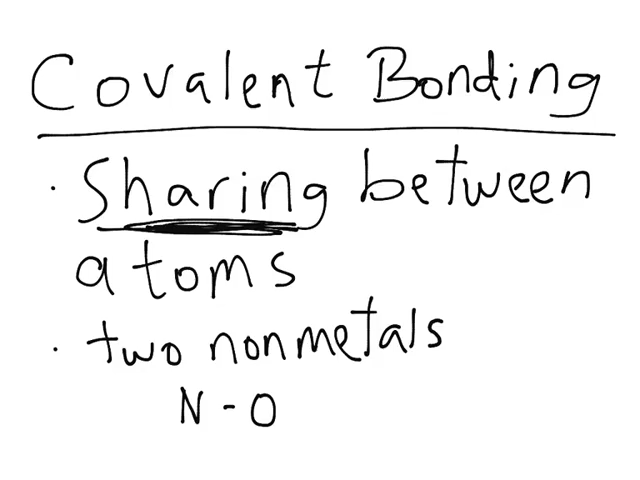 Covalent Bonding
· Sharing between
atoms
· two nonmetals
N - O